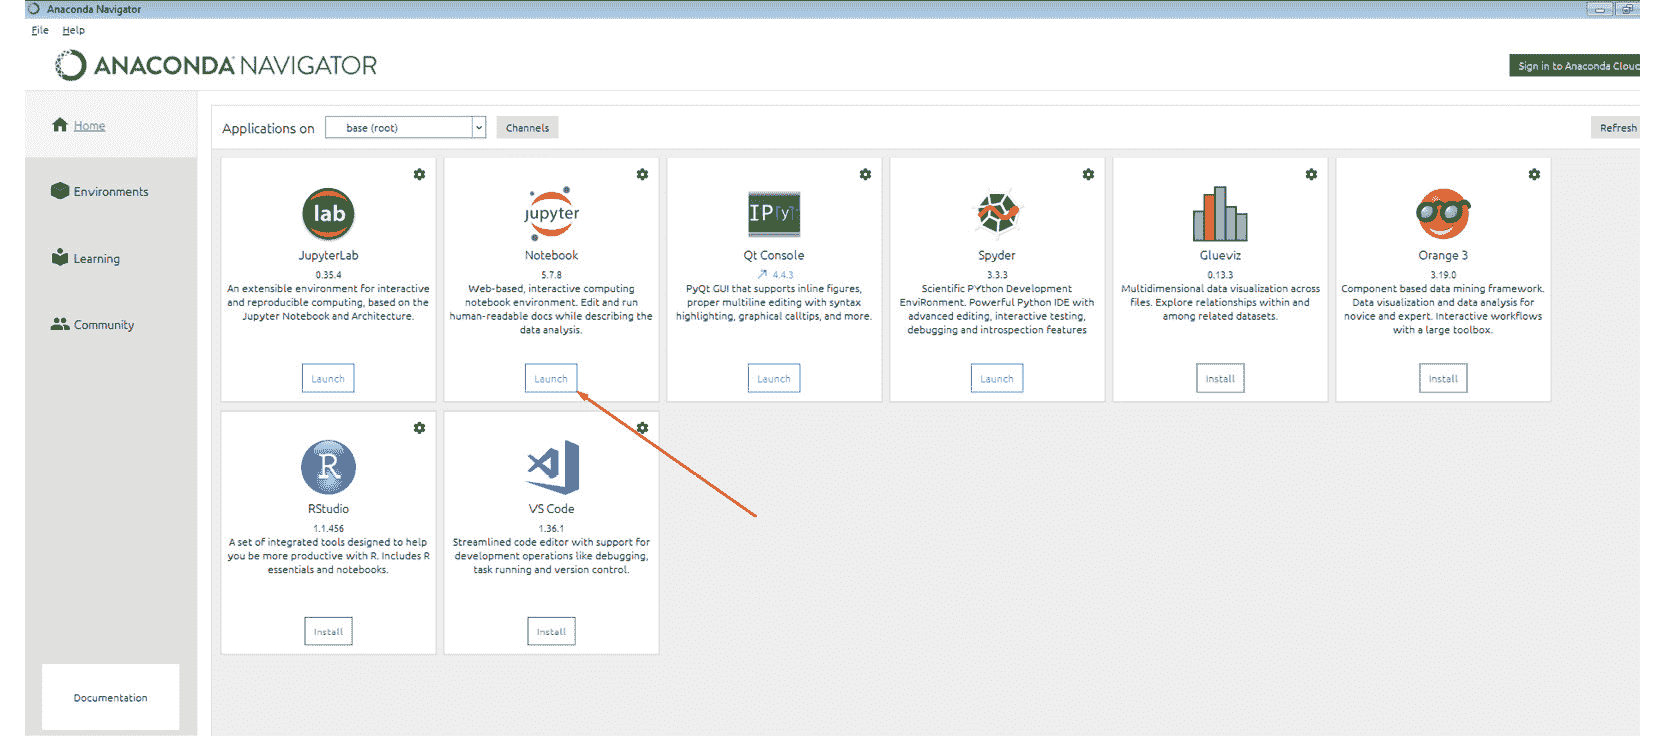 Anaconda Navigator
File Help
ANACONDA NAVIGATOR
Sign in to Anaconda Cloud
Home
Environments
Learning
Community
Documentation
Applications on base (root) Channels Refresh
lab
JupyterLab
0.35.4
An extensible environment for interactive
and reproducible computing, based on the
Jupyter Notebook and Architecture.
Launch
jupyter
Notebook
5.7.8
Web-based, interactive computing
notebook environment. Edit and run
human-readable docs while describing the
data analysis.
Launch
IP[y]:
Qt Console
4.4.3
PyQt GUI that supports inline figures,
proper multiline editing with syntax
highlighting, graphical calltips, and more.
Launch
Spyder
3.3.3
Scientific PYthon Development
EnviRonment. Powerful Python IDE with
advanced editing, interactive testing,
debugging and introspection features
Launch
Glueviz
0.13.3
Multidimensional data visualization across
files. Explore relationships within and
among related datasets.
Install
Orange 3
3.19.0
Component based data mining framework.
Data visualization and data analysis for
novice and expert. Interactive workflows
with a large toolbox.
Install
R
RStudio
1.1.456
A set of integrated tools designed to help
you be more productive with R. Includes R
essentials and notebooks.
Install
VS Code
1.36.1
Streamlined code editor with support for
development operations like debugging,
task running and version control.
Install